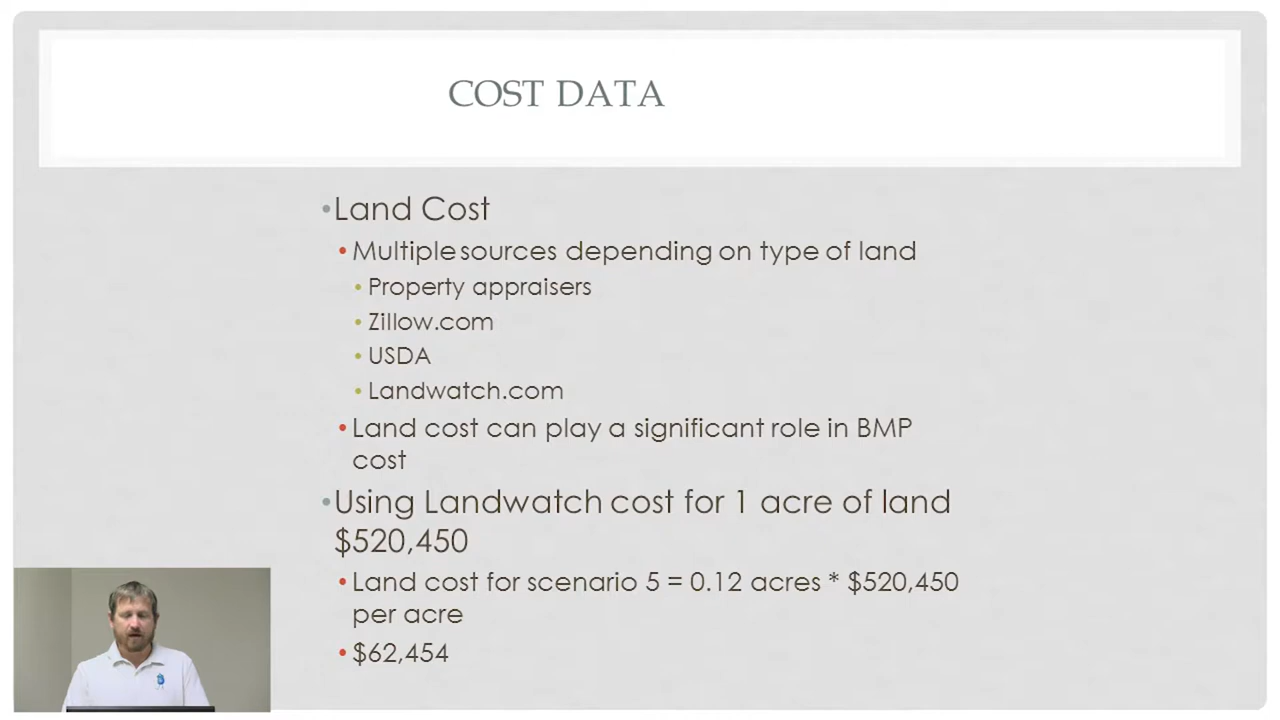 COST DATA
•Land Cost
•Multiple sources depending on type of land
•Property appraisers
•Zillow.com
•USDA
•Landwatch.com
•Land cost can play a significant role in BMP
cost
•Using Landwatch cost for 1 acre of land
$520,450
•Land cost for scenario 5 = 0.12 acres * $520,450
per acre
•$62,454